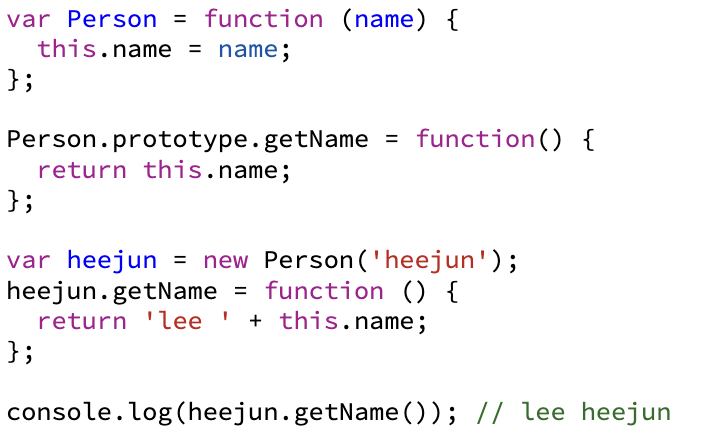 var Person = function (name) {
  this.name = name;
};

Person.prototype.getName = function() {
  return this.name;
};

var heejun = new Person('heejun');
heejun.getName = function () {
  return 'lee ' + this.name;
};

console.log(heejun.getName()); // lee heejun